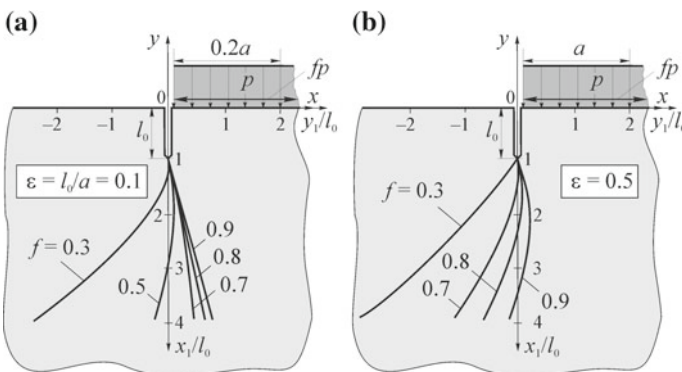 (a)
y
0.2a
p
fp
0
x
−2
−1
1
2
y₁/l₀
l₀
1
ε = l₀/a = 0.1
2
f = 0.3
0.9
0.8
3
0.5
0.7
4
x₁/l₀
(b)
y
a
p
fp
0
x
−2
−1
1
2
y₁/l₀
l₀
1
f = 0.3
ε = 0.5
2
0.8
0.7
3
0.9
4
x₁/l₀